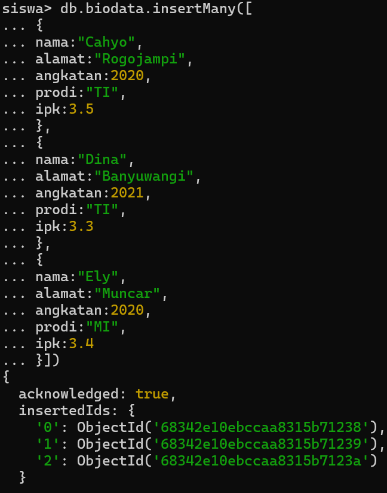 siswa> db.biodata.insertMany([
... {
... nama:"Cahyo",
... alamat:"Rogojampi",
... angkatan:2020,
... prodi:"TI",
... ipk:3.5
... },
... {
... nama:"Dina",
... alamat:"Banyuwangi",
... angkatan:2021,
... prodi:"TI",
... ipk:3.3
... },
... {
... nama:"Ely",
... alamat:"Muncar",
... angkatan:2020,
... prodi:"MI",
... ipk:3.4
... }])
{
  acknowledged: true,
  insertedIds: {
    '0': ObjectId('68342e10ebccaa8315b71238'),
    '1': ObjectId('68342e10ebccaa8315b71239'),
    '2': ObjectId('68342e10ebccaa8315b7123a')
  }